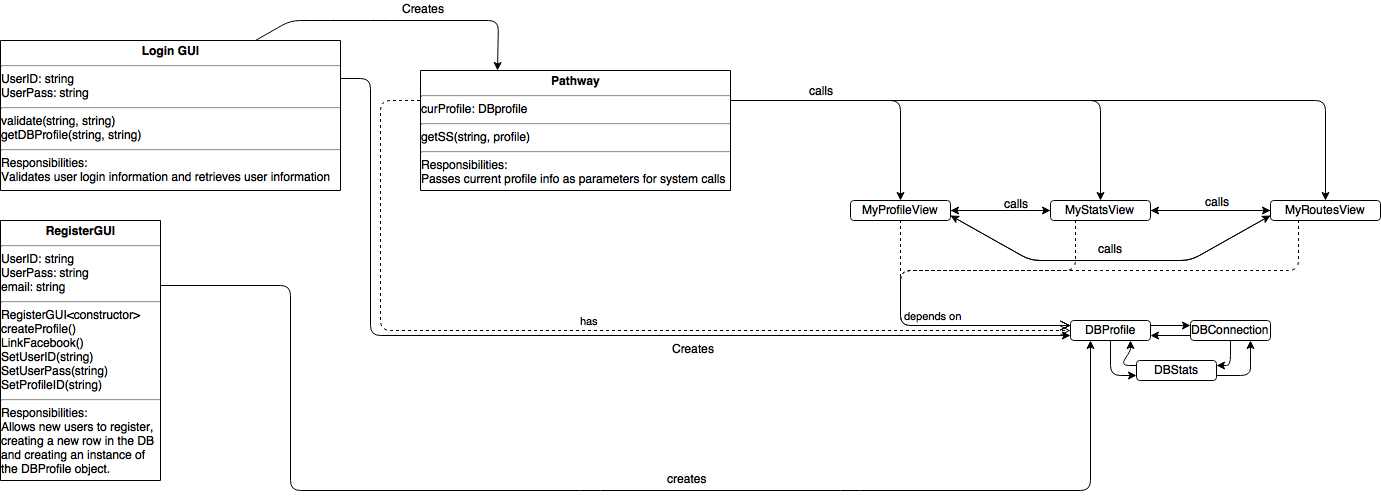 Creates
Login GUI
UserID: string
UserPass: string
validate(string, string)
getDBProfile(string, string)
Responsibilities:
Validates user login information and retrieves user information
Pathway
curProfile: DBprofile
getSS(string, profile)
Responsibilities:
Passes current profile info as parameters for system calls
calls
MyProfileView
calls
MyStatsView
calls
MyRoutesView
calls
RegisterGUI
UserID: string
UserPass: string
email: string
RegisterGUI<constructor>
createProfile()
LinkFacebook()
SetUserID(string)
SetUserPass(string)
SetProfileID(string)
Responsibilities:
Allows new users to register,
creating a new row in the DB
and creating an instance of
the DBProfile object.
has
depends on
Creates
DBProfile
DBConnection
DBStats
creates